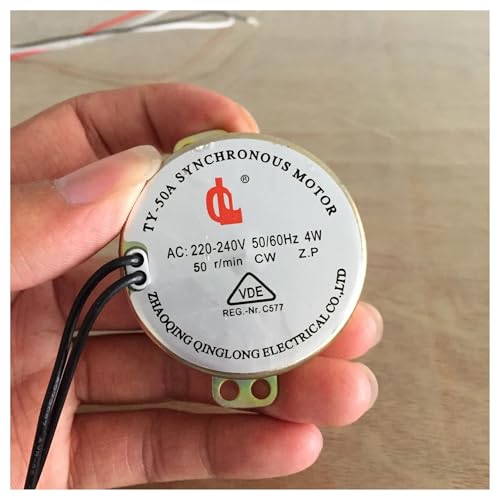 TY-50A SYNCHRONOUS MOTOR
®
AC: 220-240V 50/60Hz 4W
50 r/min CW Z.P
VDE
REG.-Nr. C577
ZHAOQING QINGLONG ELECTRICAL CO.,LTD